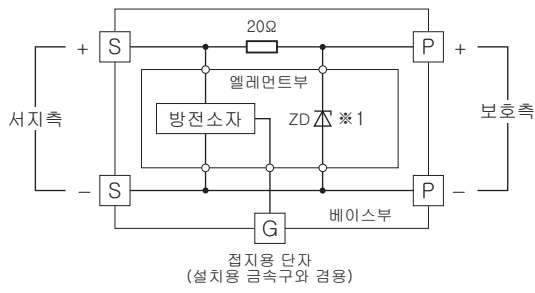 20Ω
+ S P +
엘레먼트부
서지측 방전소자 ZD ※1 보호측
− S P −
베이스부
G
접지용 단자
(설치용 금속구와 겸용)